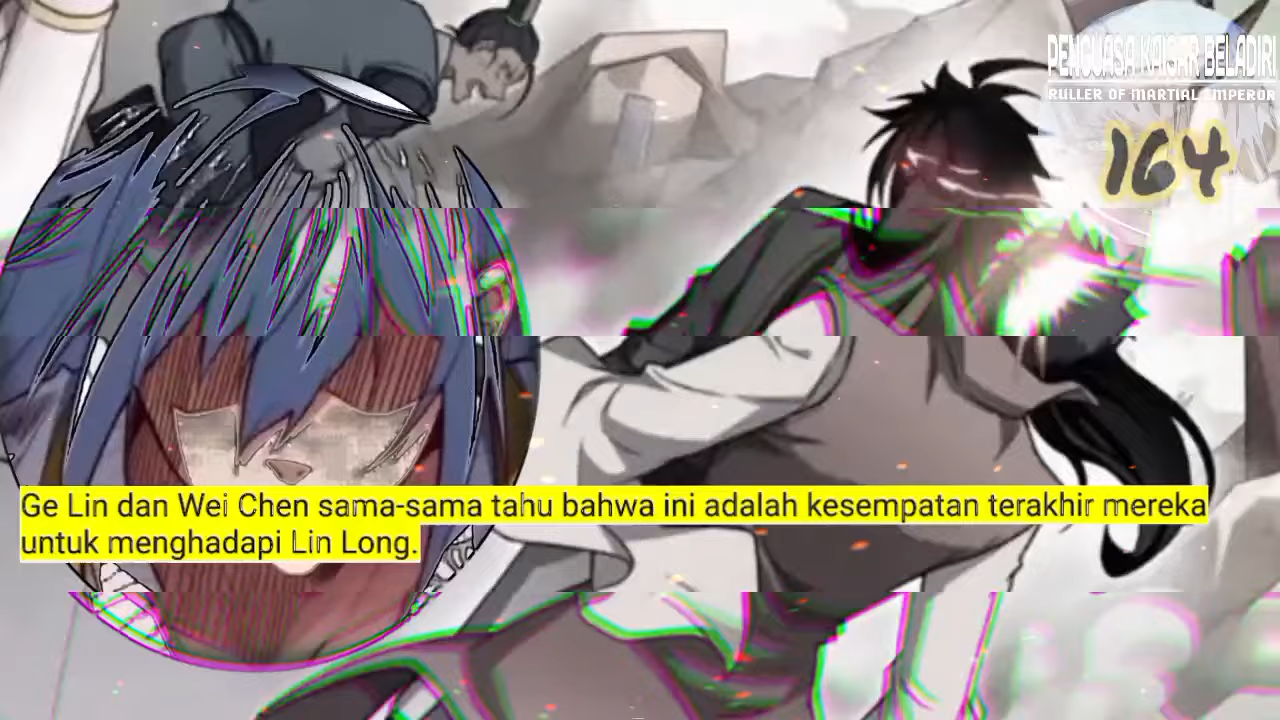 PENGUASA KAISAR BELADIRI
RULLER OF MARTIAL EMPEROR
164
Ge Lin dan Wei Chen sama-sama tahu bahwa ini adalah kesempatan terakhir mereka
untuk menghadapi Lin Long.